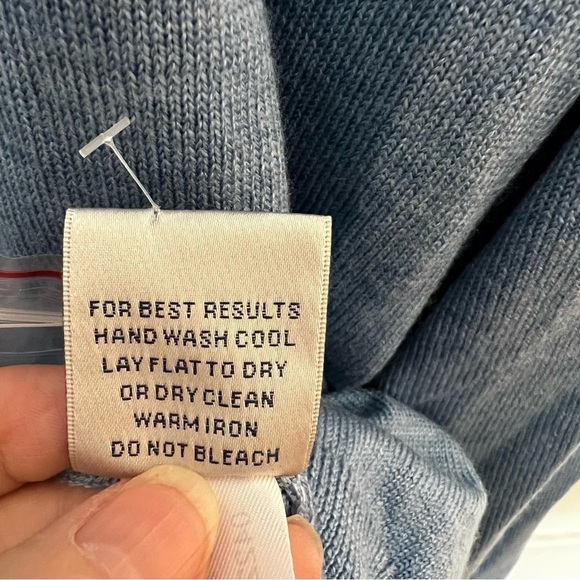 FOR BEST RESULTS
HAND WASH COOL
LAY FLAT TO DRY
OR DRY CLEAN
WARM IRON
DO NOT BLEACH